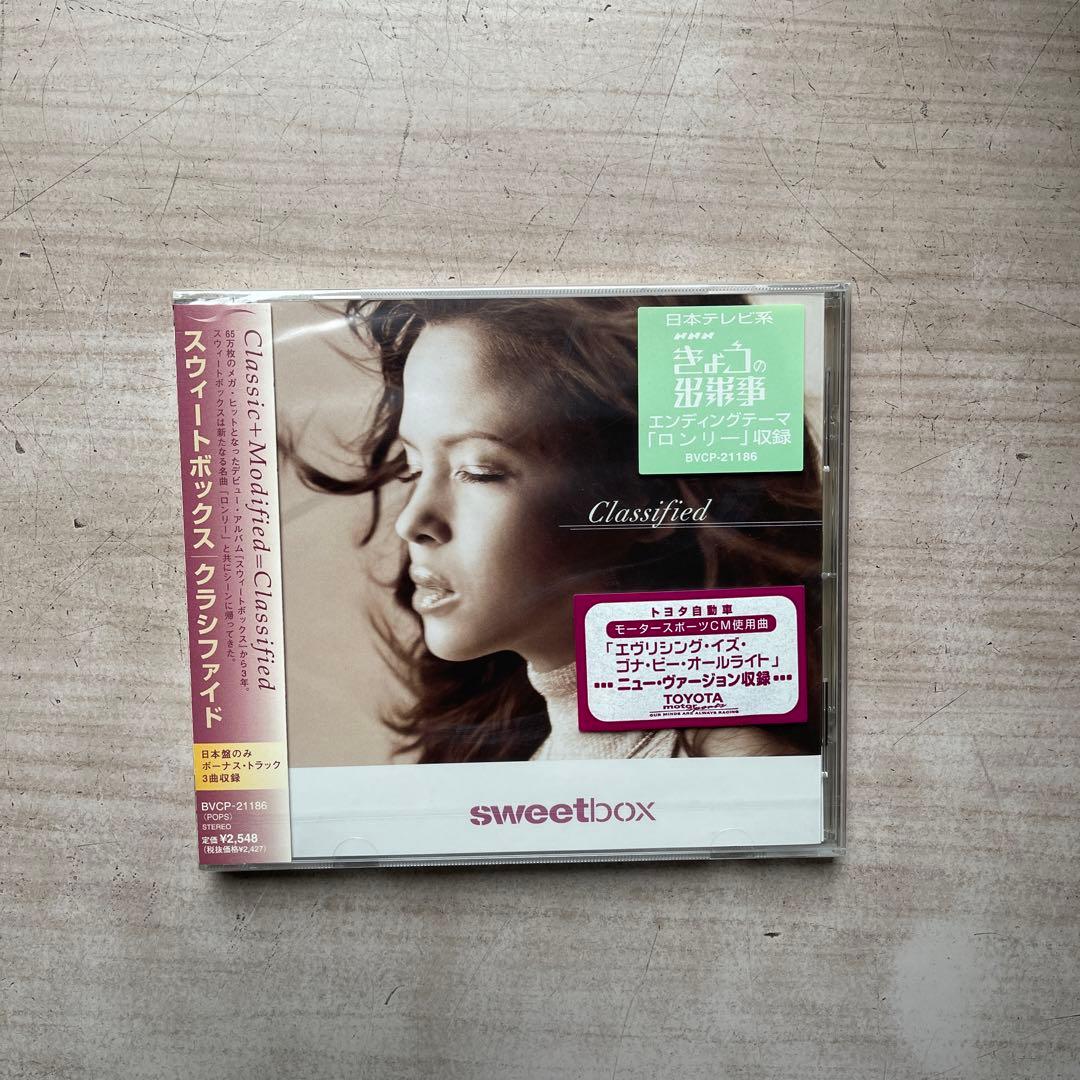 Classic+Modified=Classified
65万枚のメガ・ヒットとなったデビュー・アルバム「スウィートボックス」から3年。
スウィートボックスは新たなる名曲「ロンリー」と共にシーンに帰ってきた。
スウィートボックス|クラシファイド
日本盤のみ
ボーナス・トラック
3曲収録
BVCP-21186
(POPS)
STEREO
定価¥2,548
(税抜価格¥2,427)
日本テレビ系
NNN
きょうの
出来事
エンディングテーマ
「ロンリー」収録
BVCP-21186
Classified
トヨタ自動車
モータースポーツCM使用曲
「エヴリシング・イズ・
ゴナ・ビー・オールライト」
•••ニュー・ヴァージョン収録•••
TOYOTA
motorsports
OUR MINDS ARE ALWAYS RACING
sweetbox